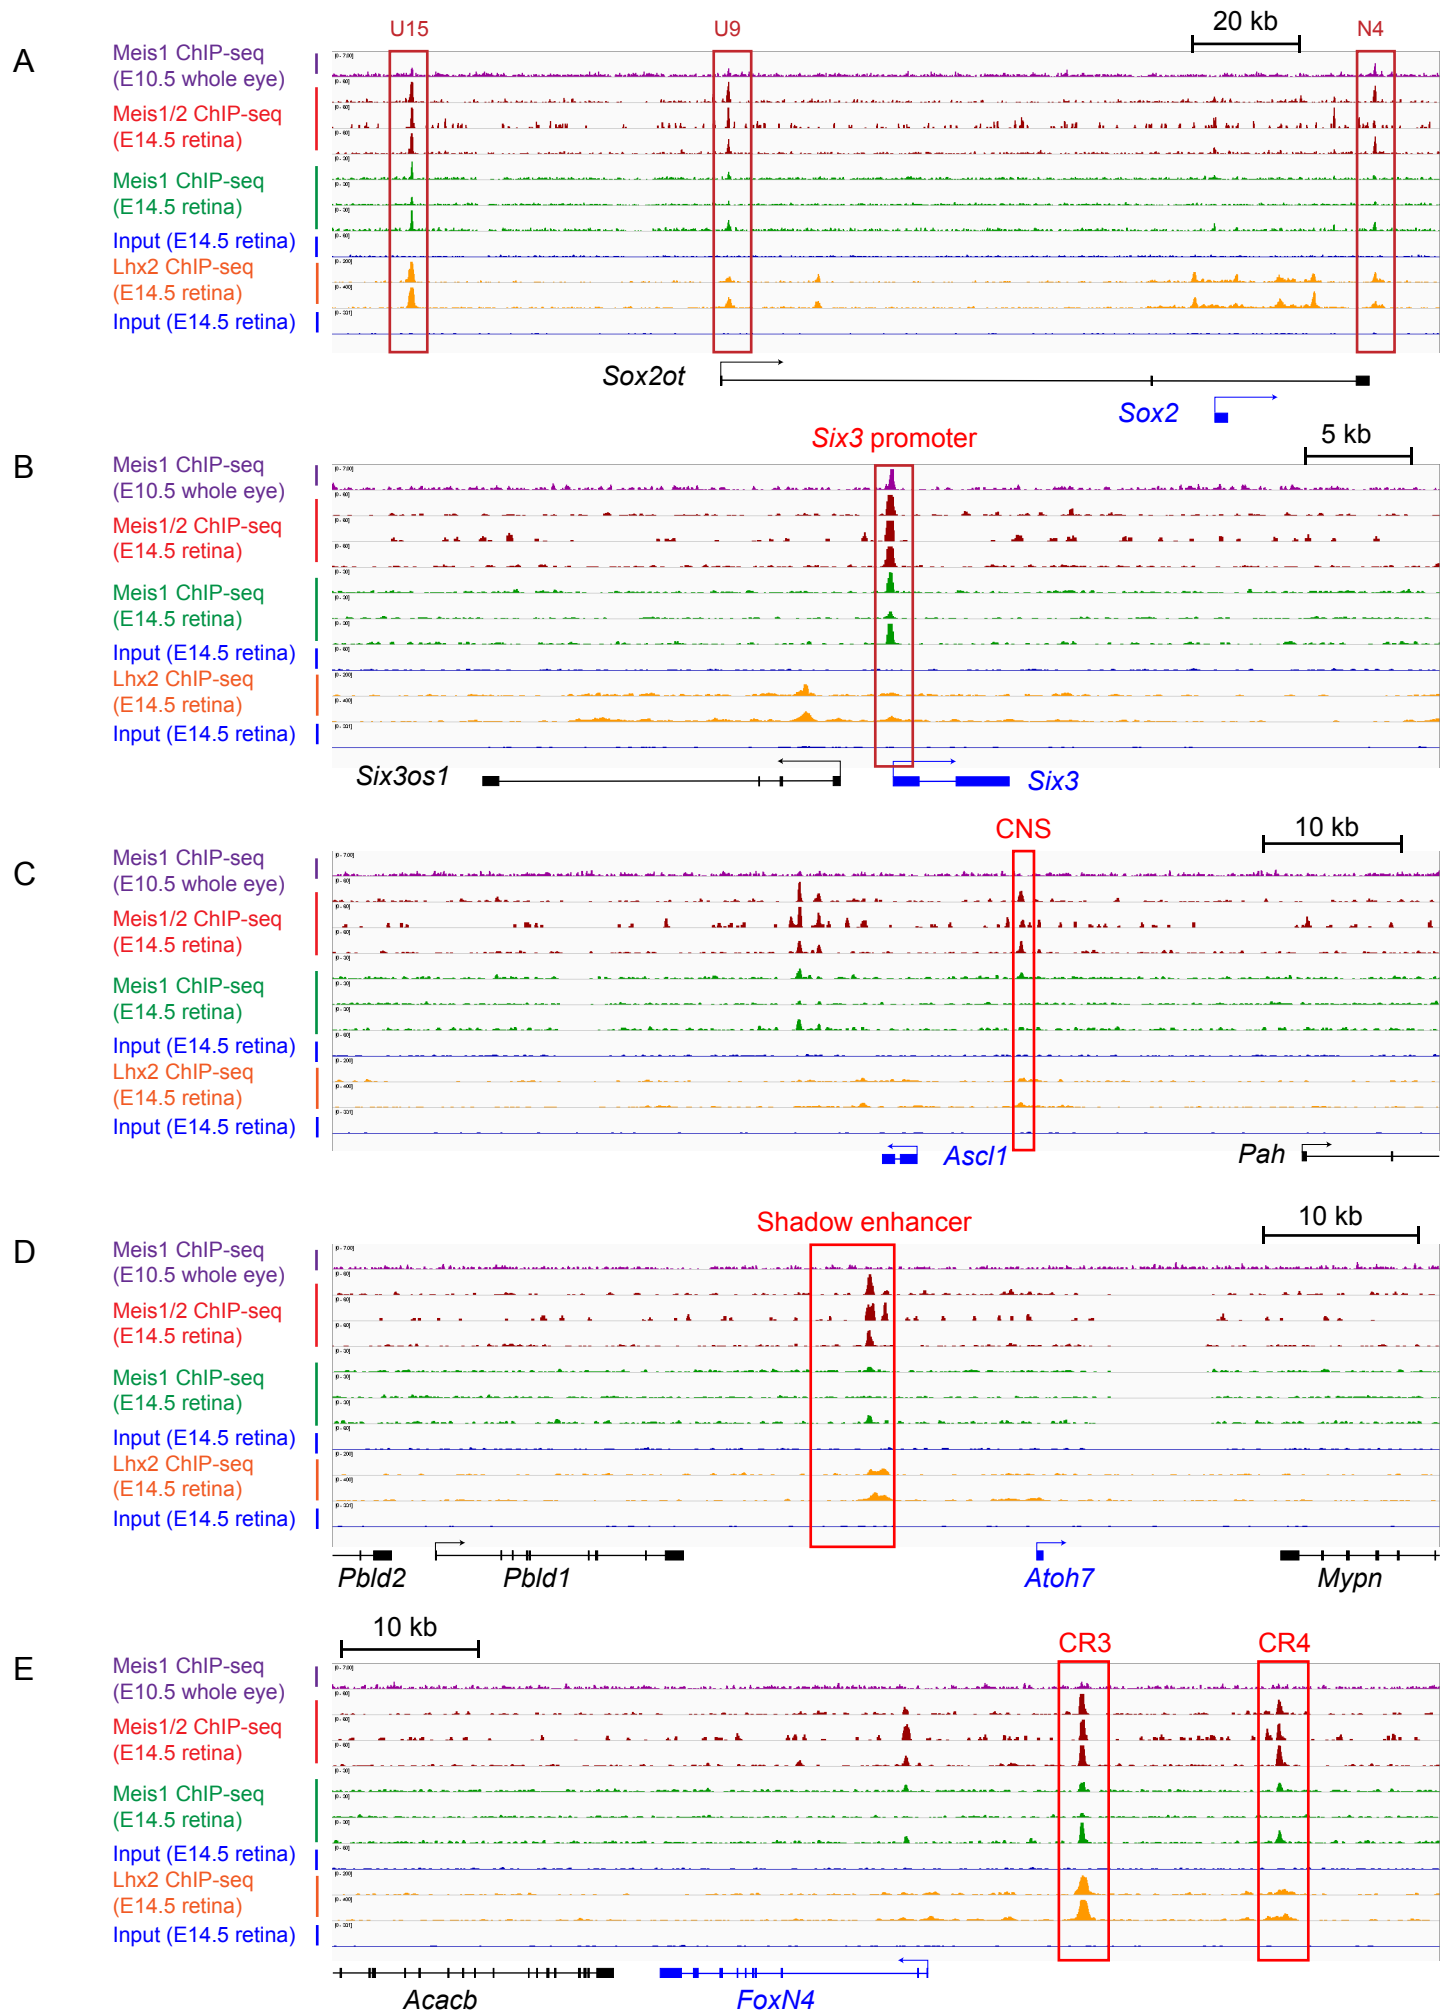 A
U15
U9
20 kb
N4
Meis1 ChIP-seq
(E10.5 whole eye)
Meis1/2 ChIP-seq
(E14.5 retina)
Meis1 ChIP-seq
(E14.5 retina)
Input (E14.5 retina)
Lhx2 ChIP-seq
(E14.5 retina)
Input (E14.5 retina)
Sox2ot
Sox2
B
Six3 promoter
5 kb
Meis1 ChIP-seq
(E10.5 whole eye)
Meis1/2 ChIP-seq
(E14.5 retina)
Meis1 ChIP-seq
(E14.5 retina)
Input (E14.5 retina)
Lhx2 ChIP-seq
(E14.5 retina)
Input (E14.5 retina)
Six3os1
Six3
C
CNS
10 kb
Meis1 ChIP-seq
(E10.5 whole eye)
Meis1/2 ChIP-seq
(E14.5 retina)
Meis1 ChIP-seq
(E14.5 retina)
Input (E14.5 retina)
Lhx2 ChIP-seq
(E14.5 retina)
Input (E14.5 retina)
Ascl1
Pah
D
Shadow enhancer
10 kb
Meis1 ChIP-seq
(E10.5 whole eye)
Meis1/2 ChIP-seq
(E14.5 retina)
Meis1 ChIP-seq
(E14.5 retina)
Input (E14.5 retina)
Lhx2 ChIP-seq
(E14.5 retina)
Input (E14.5 retina)
Pbld2
Pbld1
Atoh7
Mypn
E
10 kb
CR3
CR4
Meis1 ChIP-seq
(E10.5 whole eye)
Meis1/2 ChIP-seq
(E14.5 retina)
Meis1 ChIP-seq
(E14.5 retina)
Input (E14.5 retina)
Lhx2 ChIP-seq
(E14.5 retina)
Input (E14.5 retina)
Acacb
FoxN4